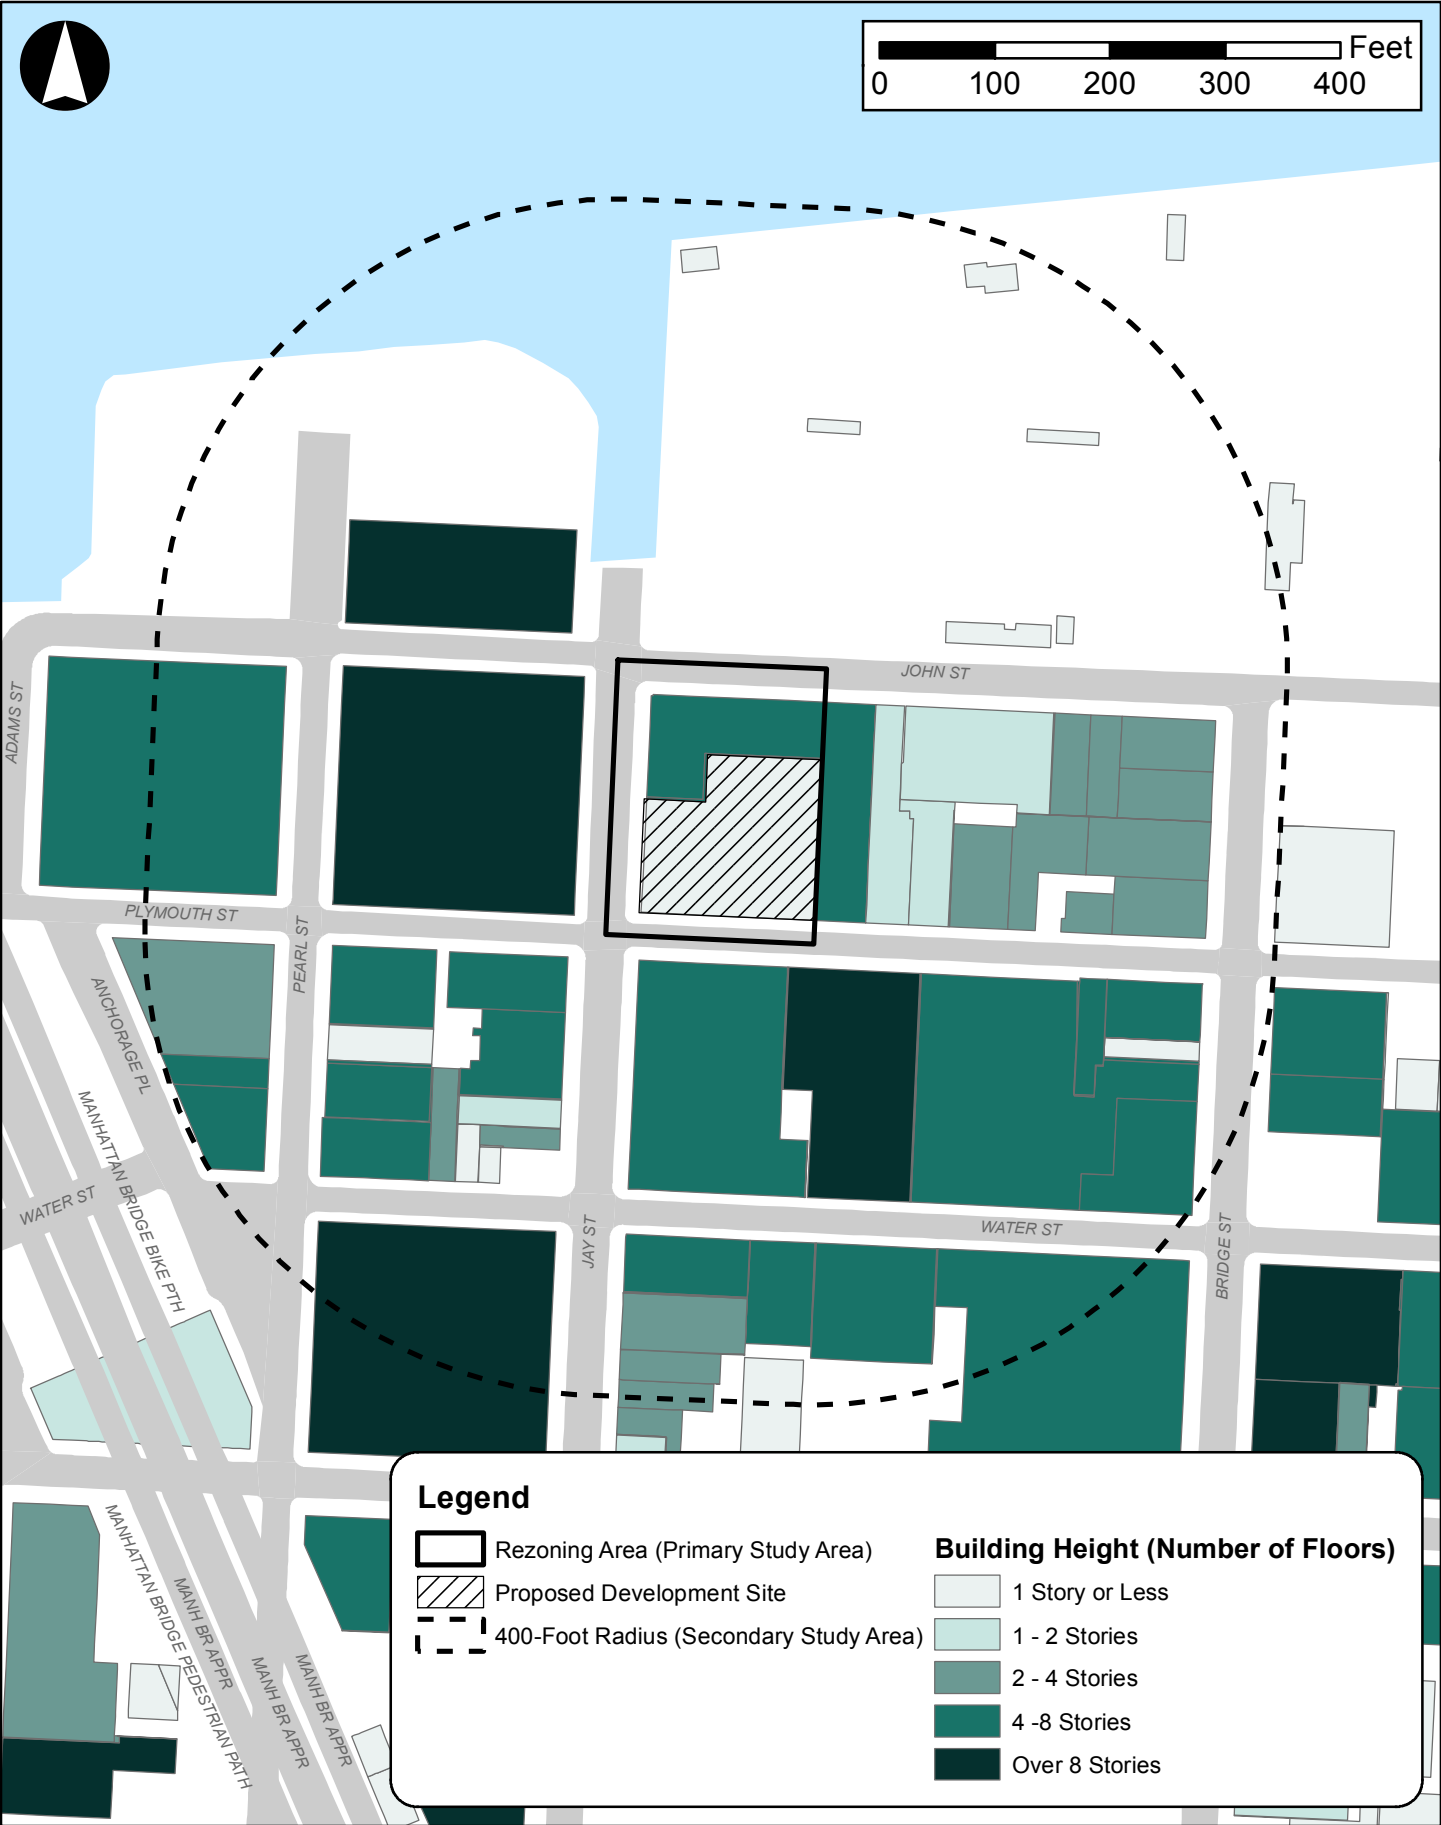 Feet
0 100 200 300 400
JOHN ST
ADAMS ST
PLYMOUTH ST
PEARL ST
ANCHORAGE PL
MANHATTAN BRIDGE BIKE PTH
WATER ST
WATER ST
JAY ST
BRIDGE ST
MANHATTAN BRIDGE PEDESTRIAN PATH
MANH BR APPR
MANH BR APPR
MANH BR APPR
Legend
Rezoning Area (Primary Study Area)
Proposed Development Site
400-Foot Radius (Secondary Study Area)
Building Height (Number of Floors)
1 Story or Less
1 - 2 Stories
2 - 4 Stories
4 -8 Stories
Over 8 Stories